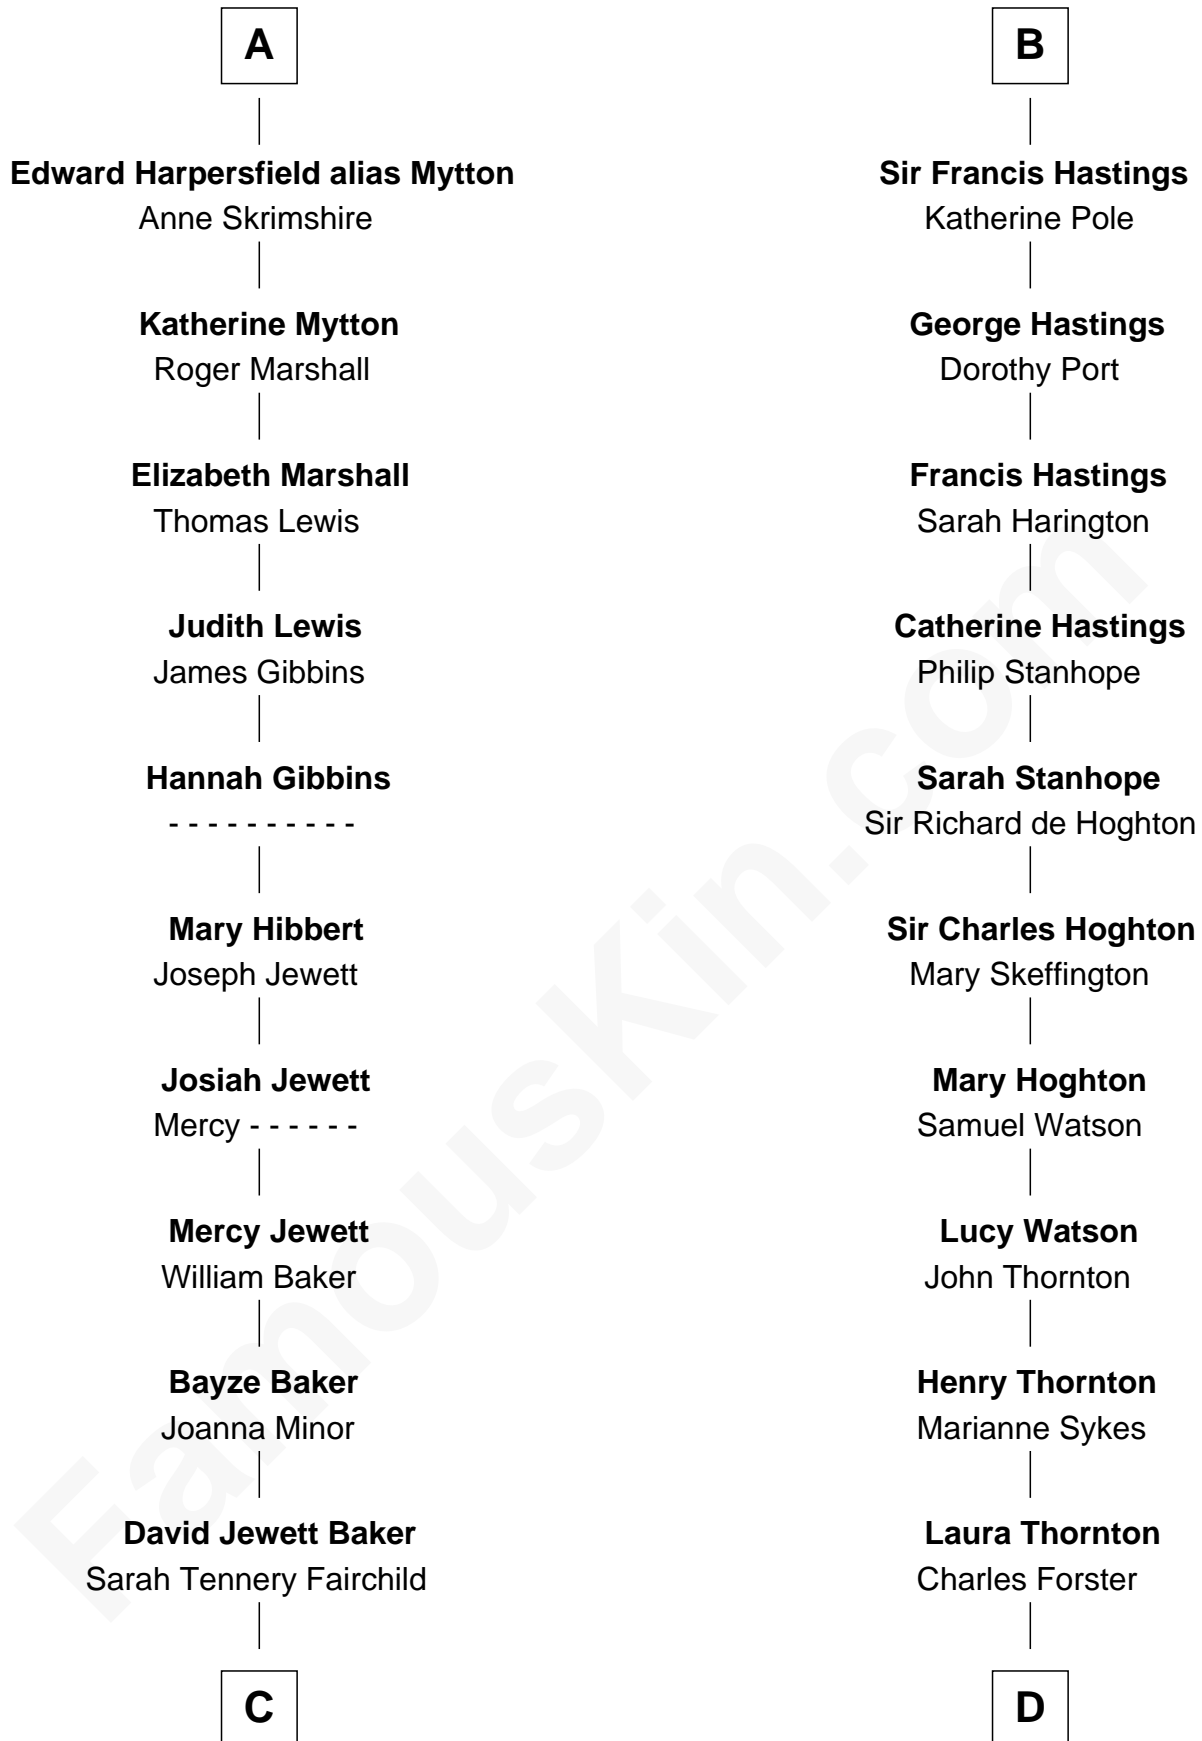 A
Edward Harpersfield alias Mytton
Anne Skrimshire
Katherine Mytton
Roger Marshall
Elizabeth Marshall
Thomas Lewis
Judith Lewis
James Gibbins
Hannah Gibbins
- - - - - - - - - -
Mary Hibbert
Joseph Jewett
Josiah Jewett
Mercy - - - - - -
Mercy Jewett
William Baker
Bayze Baker
Joanna Minor
David Jewett Baker
Sarah Tennery Fairchild
C
B
Sir Francis Hastings
Katherine Pole
George Hastings
Dorothy Port
Francis Hastings
Sarah Harington
Catherine Hastings
Philip Stanhope
Sarah Stanhope
Sir Richard de Hoghton
Sir Charles Hoghton
Mary Skeffington
Mary Hoghton
Samuel Watson
Lucy Watson
John Thornton
Henry Thornton
Marianne Sykes
Laura Thornton
Charles Forster
D
FamousKin.com